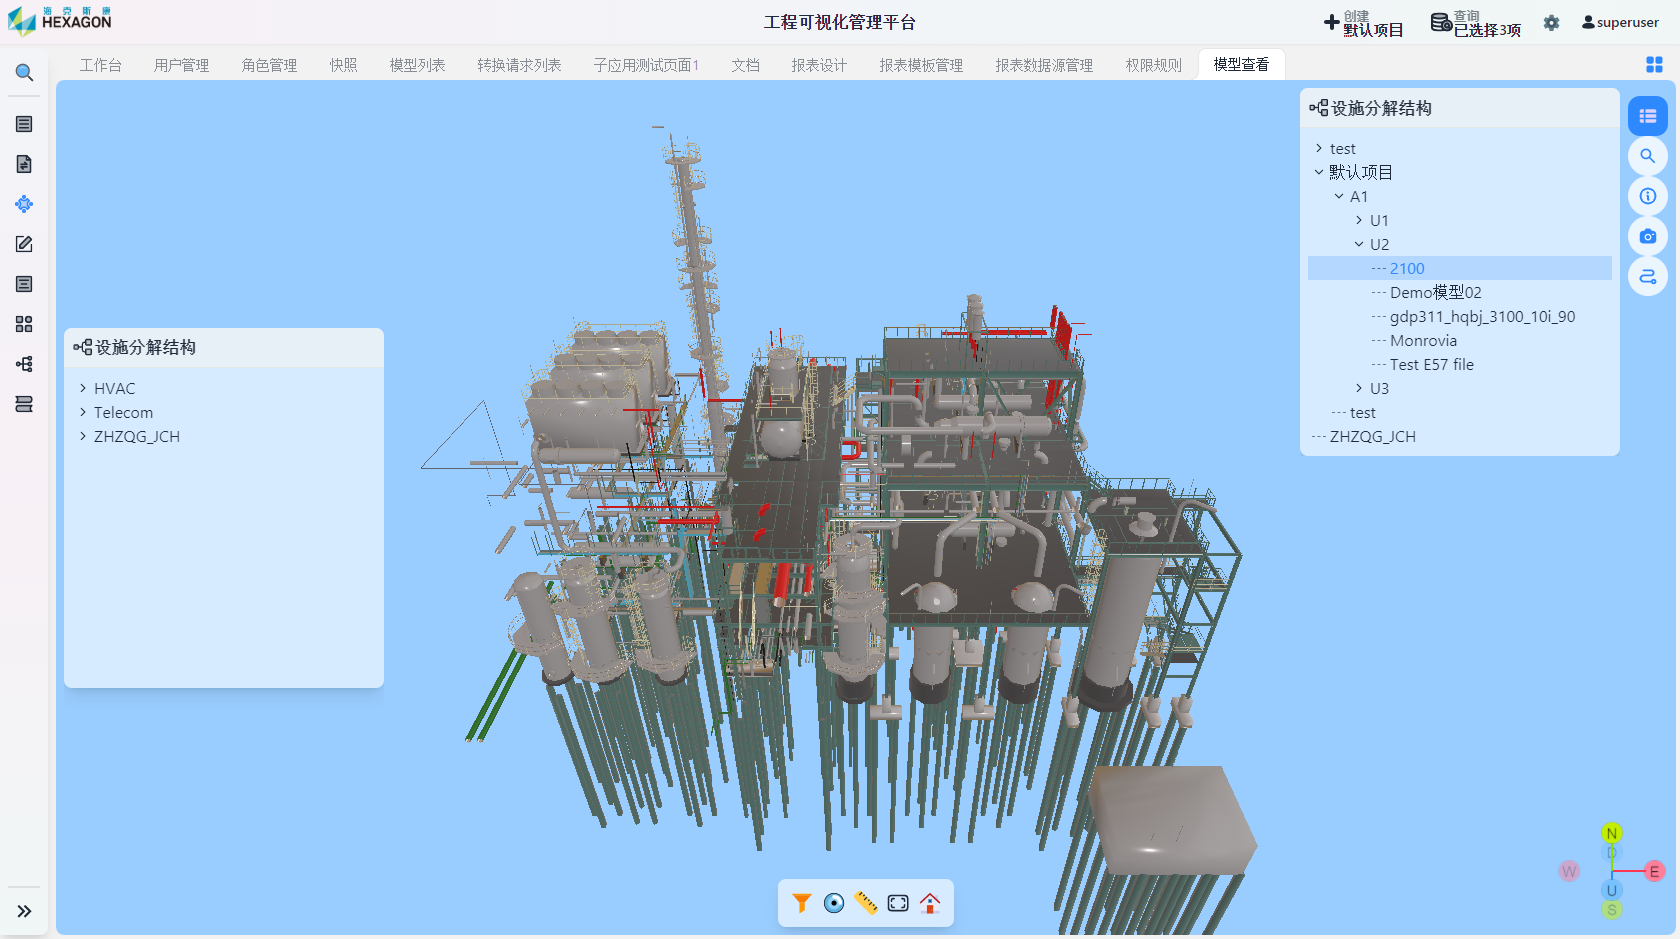 海克斯康
HEXAGON
工程可视化管理平台
创建
默认项目
查询
已选择3项
superuser
工作台
用户管理
角色管理
快照
模型列表
转换请求列表
子应用测试页面1
文档
报表设计
报表模板管理
报表数据源管理
权限规则
模型查看
设施分解结构
HVAC
Telecom
ZHZQG_JCH
设施分解结构
test
默认项目
A1
U1
U2
2100
Demo模型02
gdp311_hqbj_3100_10i_90
Monrovia
Test E57 file
U3
test
ZHZQG_JCH
N
D
W
E
U
S